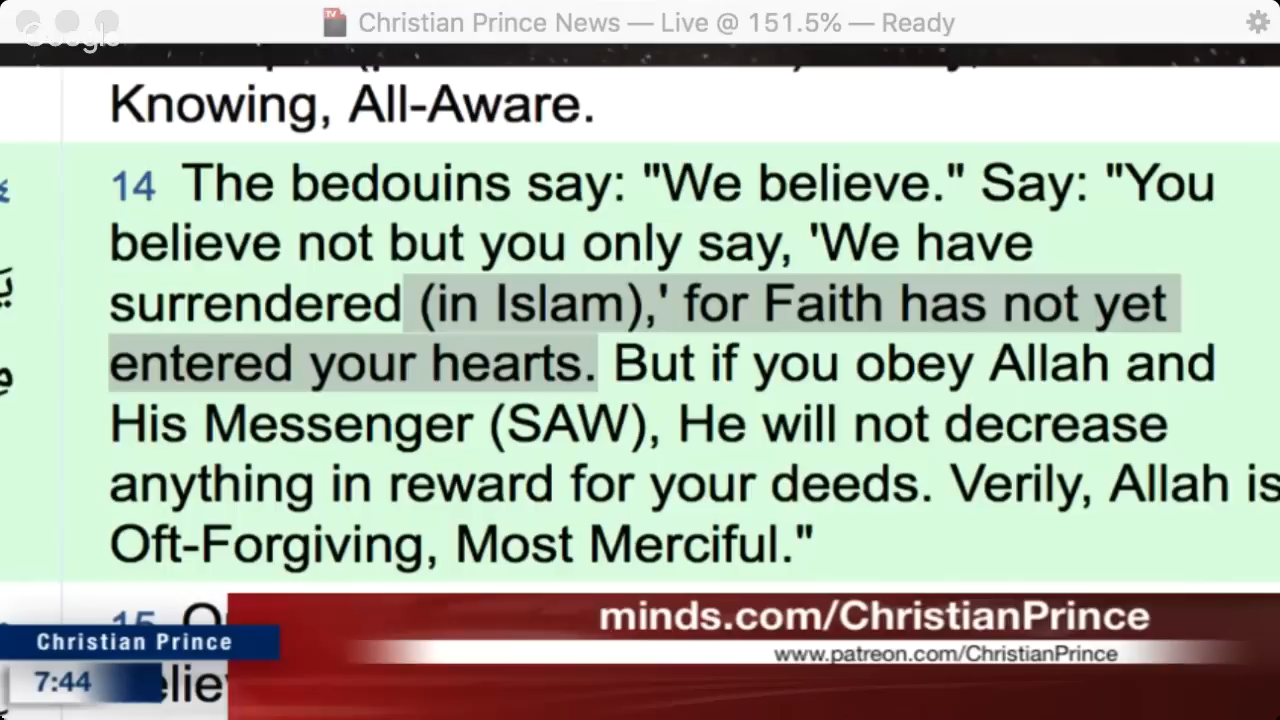 Christian Prince News — Live @ 151.5% — Ready
Google
Knowing, All-Aware.
14 The bedouins say: "We believe." Say: "You
believe not but you only say, 'We have
surrendered (in Islam),' for Faith has not yet
entered your hearts. But if you obey Allah and
His Messenger (SAW), He will not decrease
anything in reward for your deeds. Verily, Allah is
Oft-Forgiving, Most Merciful."
15
minds.com/ChristianPrince
Christian Prince
www.patreon.com/ChristianPrince
7:44